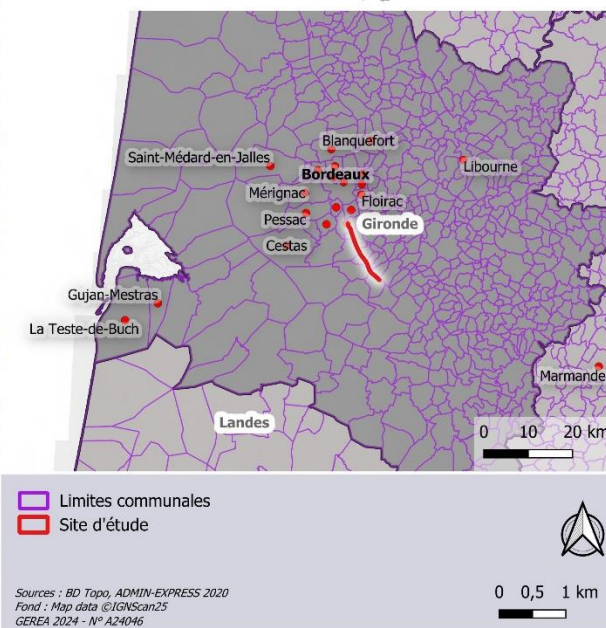 Blanquefort
Saint-Médard-en-Jalles
Libourne
Bordeaux
Mérignac
Floirac
Pessac
Gironde
Cestas
Gujan-Mestras
La Teste-de-Buch
Marmande
Landes
0 10 20 km
Limites communales
Site d'étude
Sources : BD Topo, ADMIN-EXPRESS 2020
Fond : Map data ©IGNScan25
GEREA 2024 - N° A24046
0 0,5 1 km